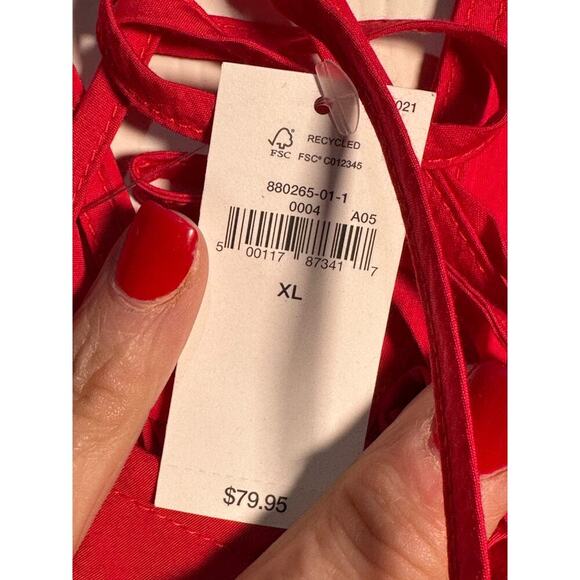 021
RECYCLED
FSC FSC® C012345
880265-01-1
0004 A05
5 00117 87341 7
XL
$79.95